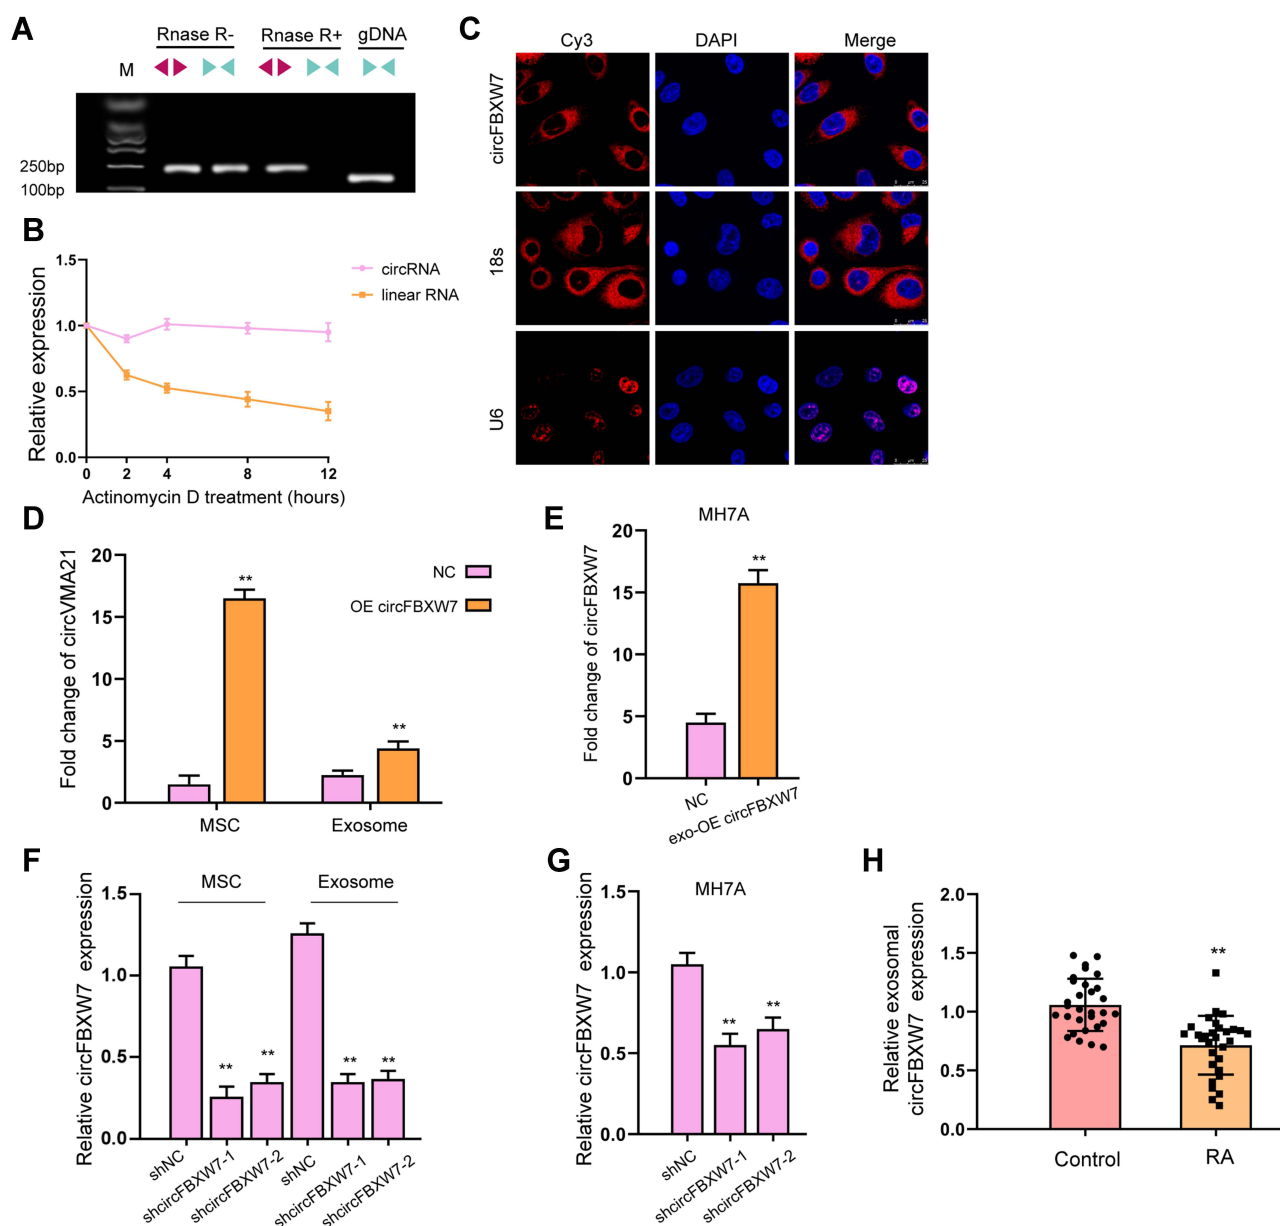 A
Rnase R-
Rnase R+
gDNA
M
250bp
100bp
B
Relative expression
1.5
1.0
0.5
0.0
0
2
4
8
12
Actinomycin D treatment (hours)
circRNA
linear RNA
C
Cy3
DAPI
Merge
circFBXW7
18s
U6
D
Fold change of circVMA21
20
15
10
5
0
MSC
Exosome
NC
OE circFBXW7
**
**
E
MH7A
Fold change of circFBXW7
20
15
10
5
0
**
NC
exo-OE circFBXW7
F
Relative circFBXW7 expression
1.5
1.0
0.5
0.0
MSC
Exosome
**
**
**
**
shNC
shcircFBXW7-1
shcircFBXW7-2
shNC
shcircFBXW7-1
shcircFBXW7-2
G
MH7A
Relative circFBXW7 expression
1.5
1.0
0.5
0.0
**
**
shNC
shcircFBXW7-1
shcircFBXW7-2
H
Relative exosomal
circFBXW7 expression
2.0
1.5
1.0
0.5
0.0
**
Control
RA